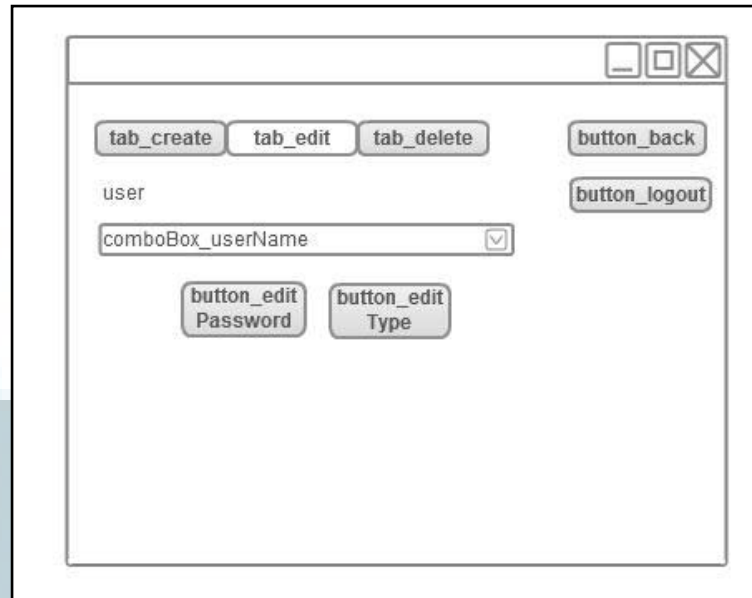 tab_create tab_edit tab_delete button_back
user button_logout
comboBox_userName
button_edit button_edit
Password Type